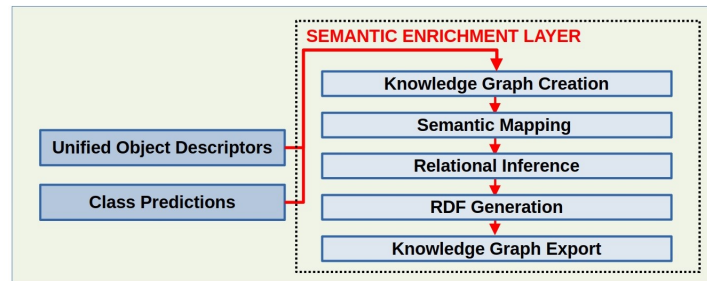 SEMANTIC ENRICHMENT LAYER
Knowledge Graph Creation
Semantic Mapping
Unified Object Descriptors
Relational Inference
Class Predictions
RDF Generation
Knowledge Graph Export